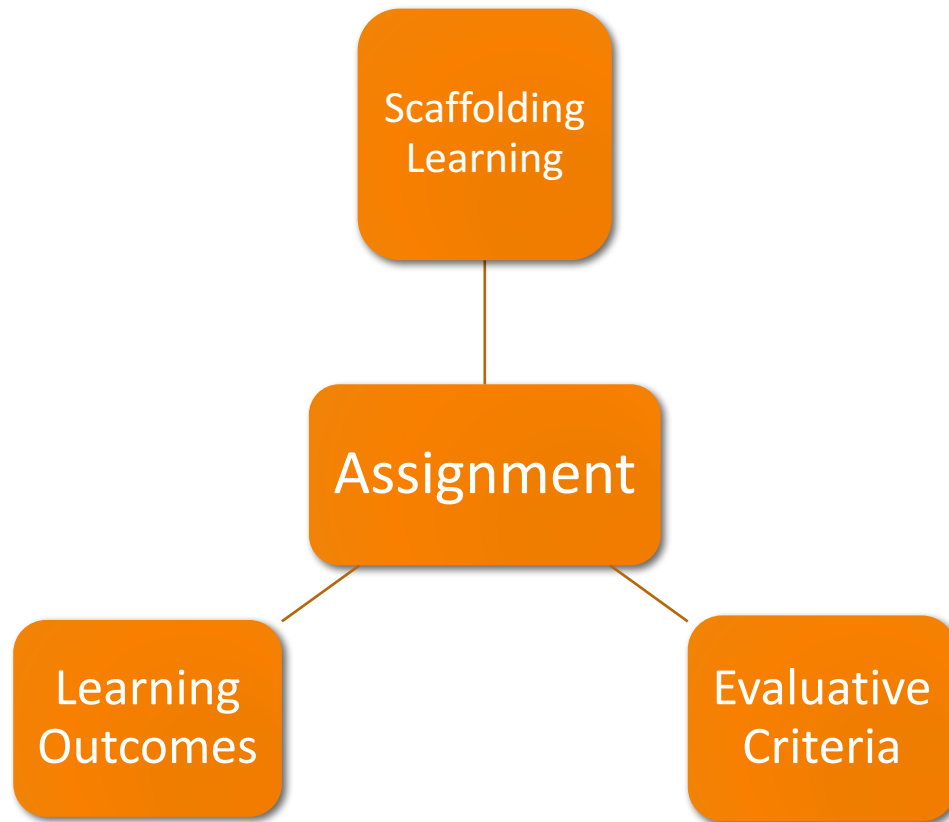 Scaffolding
Learning
Assignment
Learning
Outcomes
Evaluative
Criteria